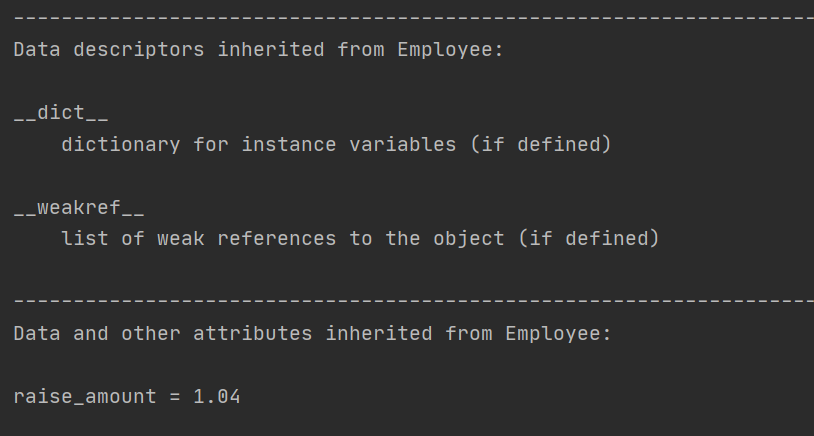 ----------------------------------------------------------------------
Data descriptors inherited from Employee:
__dict__
    dictionary for instance variables (if defined)
__weakref__
    list of weak references to the object (if defined)
----------------------------------------------------------------------
Data and other attributes inherited from Employee:
raise_amount = 1.04